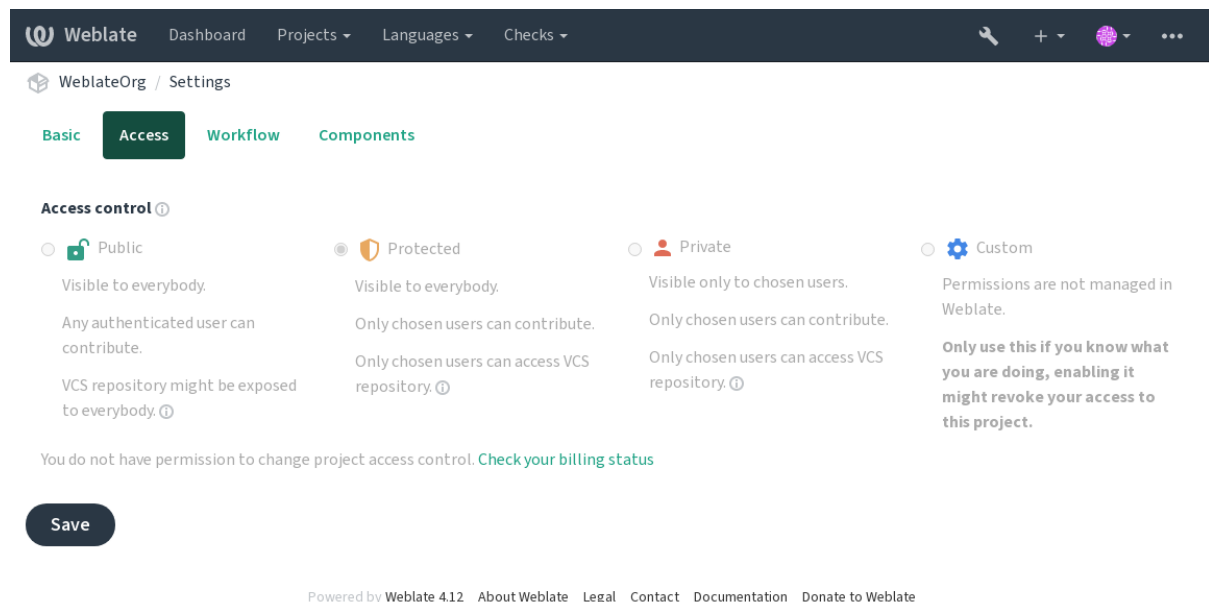 Weblate Dashboard Projects Languages Checks
WeblateOrg / Settings
Basic Access Workflow Components
Access control
Public
Visible to everybody.
Any authenticated user can
contribute.
VCS repository might be exposed
to everybody.
Protected
Visible to everybody.
Only chosen users can contribute.
Only chosen users can access VCS
repository.
Private
Visible only to chosen users.
Only chosen users can contribute.
Only chosen users can access VCS
repository.
Custom
Permissions are not managed in
Weblate.
Only use this if you know what
you are doing, enabling it
might revoke your access to
this project.
You do not have permission to change project access control. Check your billing status
Save
Powered by Weblate 4.12 About Weblate Legal Contact Documentation Donate to Weblate